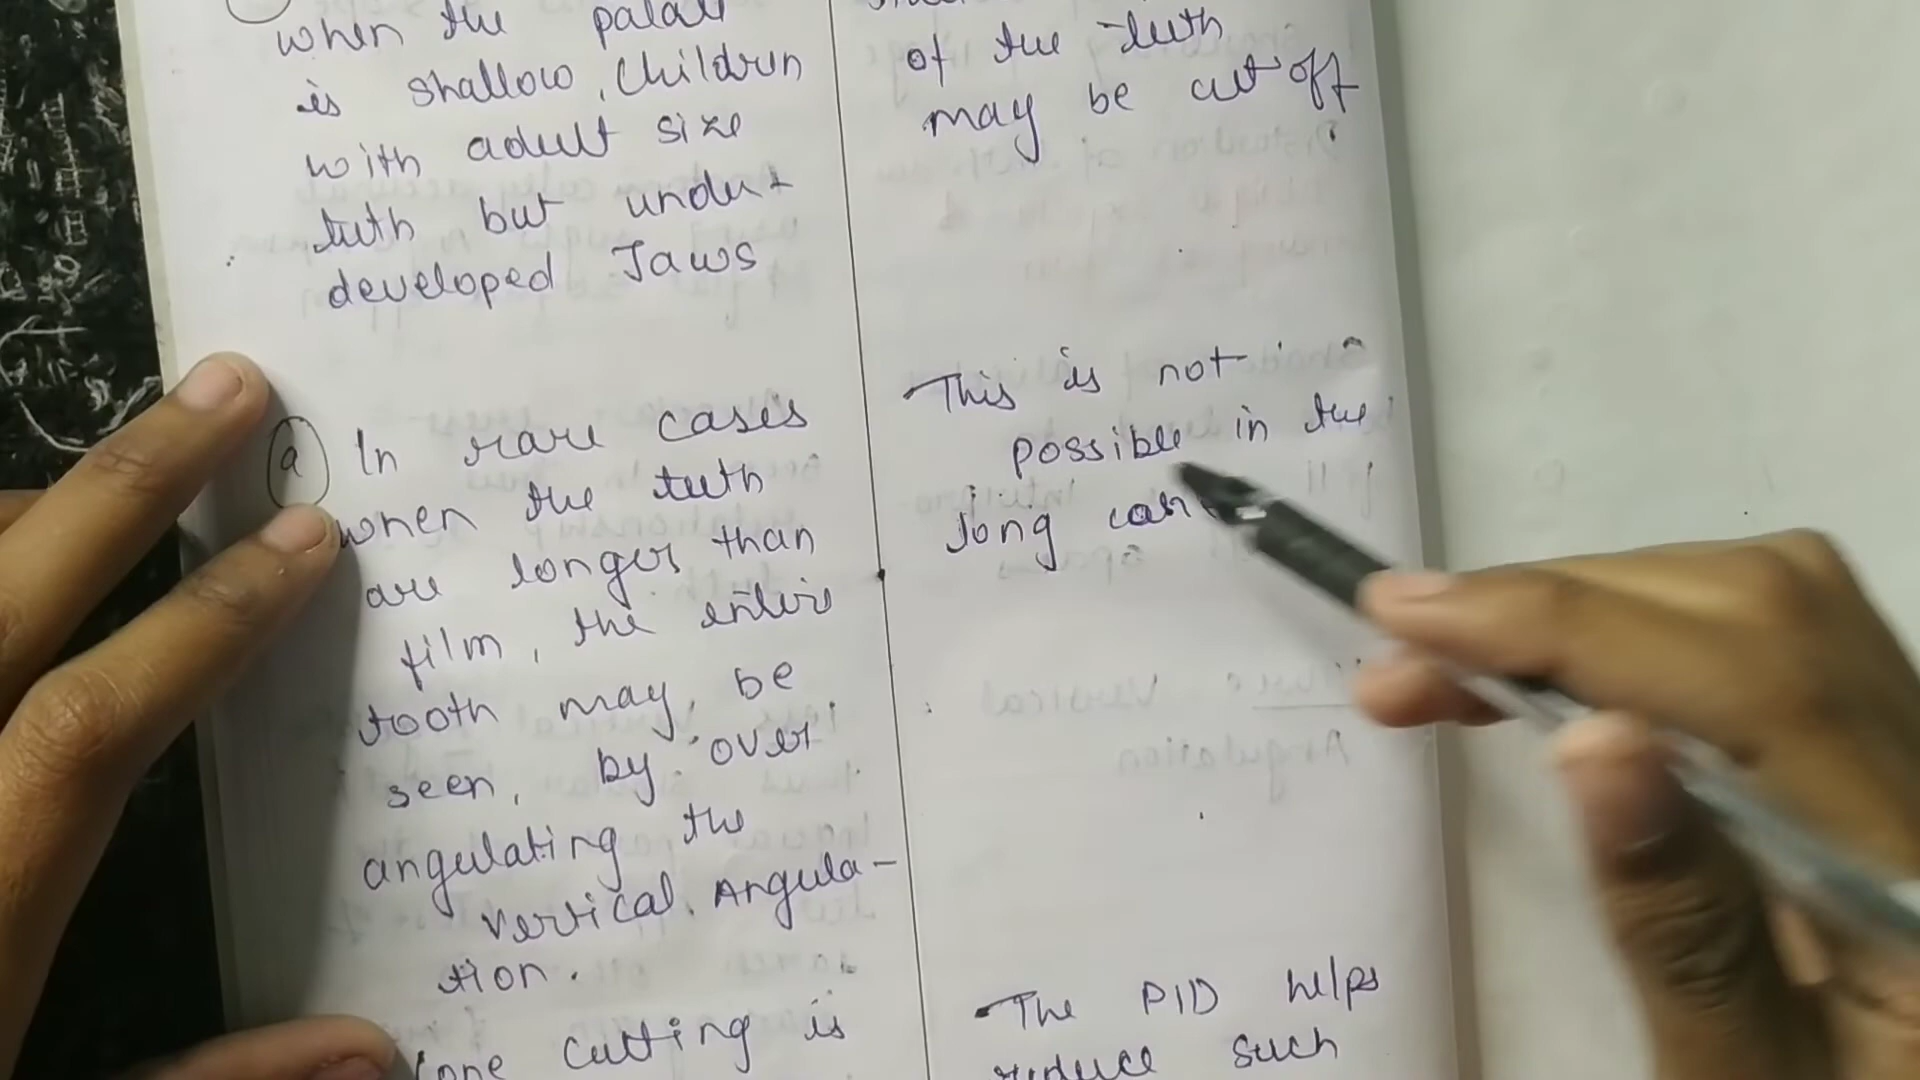 when the palate
is shallow, Children
with adult size
teeth but under
developed Jaws
of the teeth
may be cut off
a In rare cases
when the teeth
are longer than
film, the entire
tooth may be
seen, by over
angulating the
vertical Angula-
tion.
This is not
possible in the
long
cone cutting is
The PID helps
reduce such